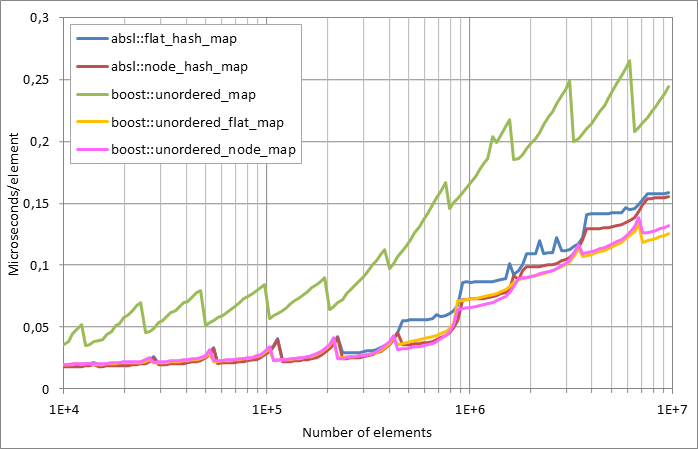 0,3
0,25
0,2
0,15
0,1
0,05
0
Microseconds/element
absl::flat_hash_map
absl::node_hash_map
boost::unordered_map
boost::unordered_flat_map
boost::unordered_node_map
1E+4 1E+5 1E+6 1E+7
Number of elements